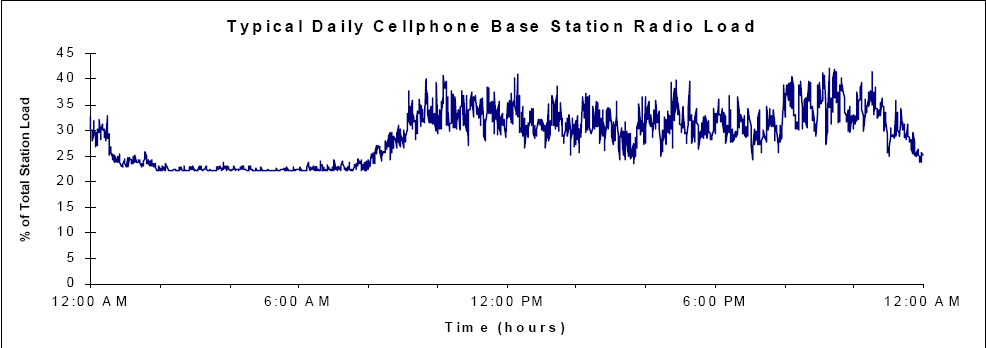 Typical Daily Cellphone Base Station Radio Load
% of Total Station Load
45
40
35
30
25
20
15
10
5
0
12:00 AM 6:00 AM 12:00 PM 6:00 PM 12:00 AM
Time (hours)